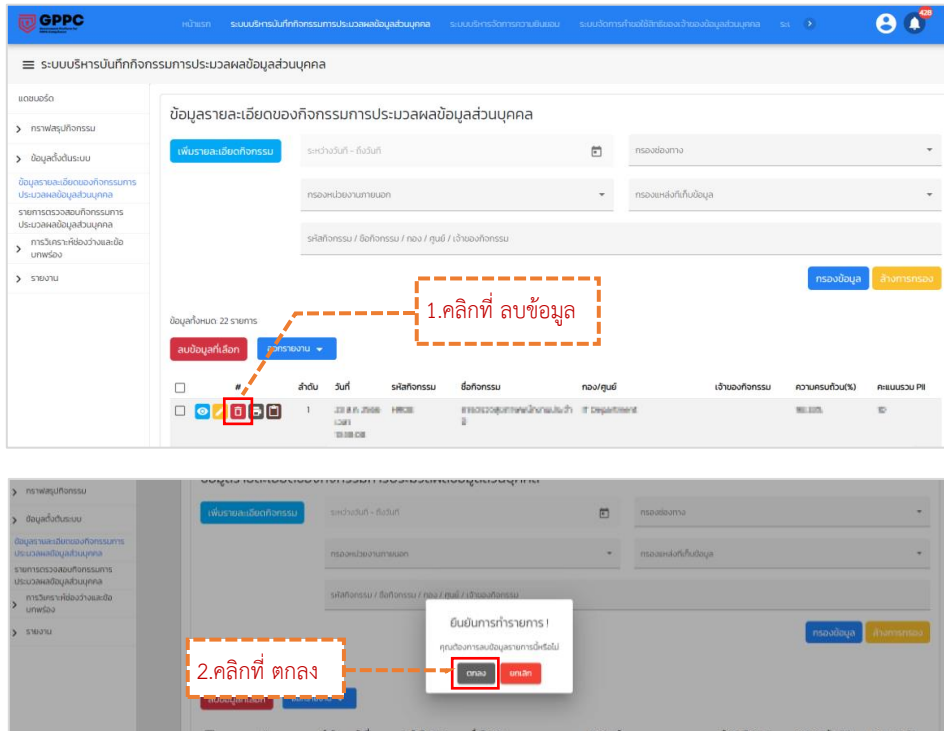 GPPC
หน้าแรก ระบบบริหารบันทึกกิจกรรมการประมวลผลข้อมูลส่วนบุคคล ระบบบริหารจัดการความยินยอม ระบบจัดการคำขอใช้สิทธิของเจ้าของข้อมูลส่วนบุคคล ระ
428
ระบบบริหารบันทึกกิจกรรมการประมวลผลข้อมูลส่วนบุคคล
แดชบอร์ด
กราฟสรุปกิจกรรม
ข้อมูลตั้งต้นระบบ
ข้อมูลรายละเอียดของกิจกรรมการ
ประมวลผลข้อมูลส่วนบุคคล
รายการตรวจสอบกิจกรรมการ
ประมวลผลข้อมูลส่วนบุคคล
การวิเคราะห์ช่องว่างและข้อ
บกพร่อง
รายงาน
ข้อมูลรายละเอียดของกิจกรรมการประมวลผลข้อมูลส่วนบุคคล
เพิ่มรายละเอียดกิจกรรม
ระหว่างวันที่ - ถึงวันที่
กรองช่องทาง
กรองหน่วยงานภายนอก
กรองแหล่งที่เก็บข้อมูล
รหัสกิจกรรม / ชื่อกิจกรรม / กอง / ศูนย์ / เจ้าของกิจกรรม
กรองข้อมูล ล้างการกรอง
1.คลิกที่ ลบข้อมูล
ข้อมูลทั้งหมด 22 รายการ
ลบข้อมูลที่เลือก
# ลำดับ วันที่ รหัสกิจกรรม ชื่อกิจกรรม กอง/ศูนย์ เจ้าของกิจกรรม ความครบถ้วน(%) คะแนนรวม PII
1 IT Department
กราฟสรุปกิจกรรม
ข้อมูลตั้งต้นระบบ
ข้อมูลรายละเอียดของกิจกรรมการ
ประมวลผลข้อมูลส่วนบุคคล
รายการตรวจสอบกิจกรรมการ
ประมวลผลข้อมูลส่วนบุคคล
การวิเคราะห์ช่องว่างและข้อ
บกพร่อง
รายงาน
เพิ่มรายละเอียดกิจกรรม
ระหว่างวันที่ - ถึงวันที่
กรองช่องทาง
กรองหน่วยงานภายนอก
กรองแหล่งที่เก็บข้อมูล
รหัสกิจกรรม / ชื่อกิจกรรม / กอง / ศูนย์ / เจ้าของกิจกรรม
กรองข้อมูล ล้างการกรอง
ยืนยันการทำรายการ !
คุณต้องการลบข้อมูลรายการนี้หรือไม่
ตกลง ยกเลิก
2.คลิกที่ ตกลง